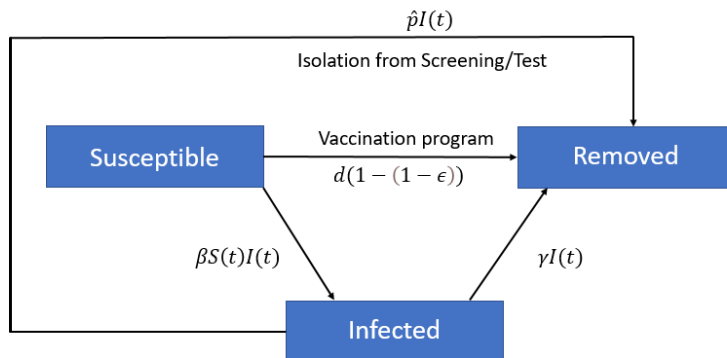 p̂I(t)
Isolation from Screening/Test
Susceptible
Vaccination program
d(1 − (1 − ϵ))
Removed
βS(t)I(t)
γI(t)
Infected